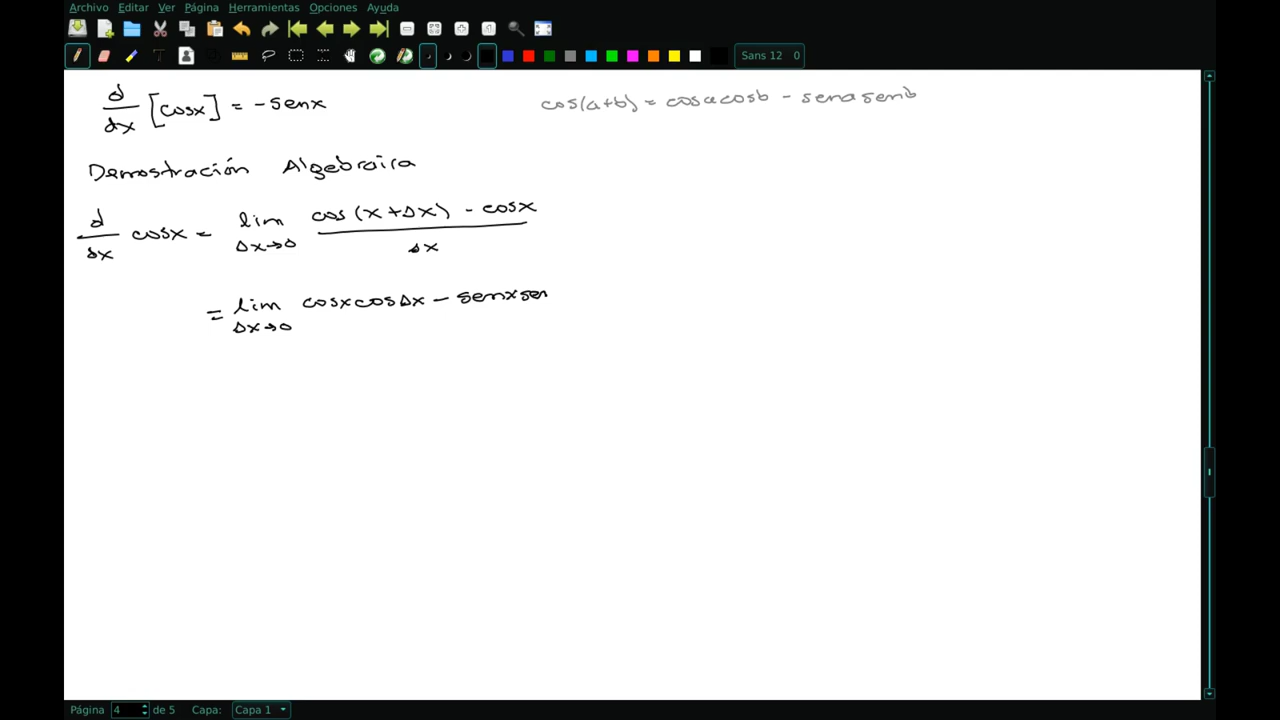 Archivo Editar Ver Página Herramientas Opciones Ayuda
Sans 12 0
d/dx [cosx] = -senx
cos(a+b) = cosacosb - senasenb
Demostración Algebraica
d/dx cosx = lim Δx→0 (cos(x+Δx) - cosx)/Δx
= lim Δx→0 cosxcosΔx - senxsen
Página 4 de 5 Capa: Capa 1